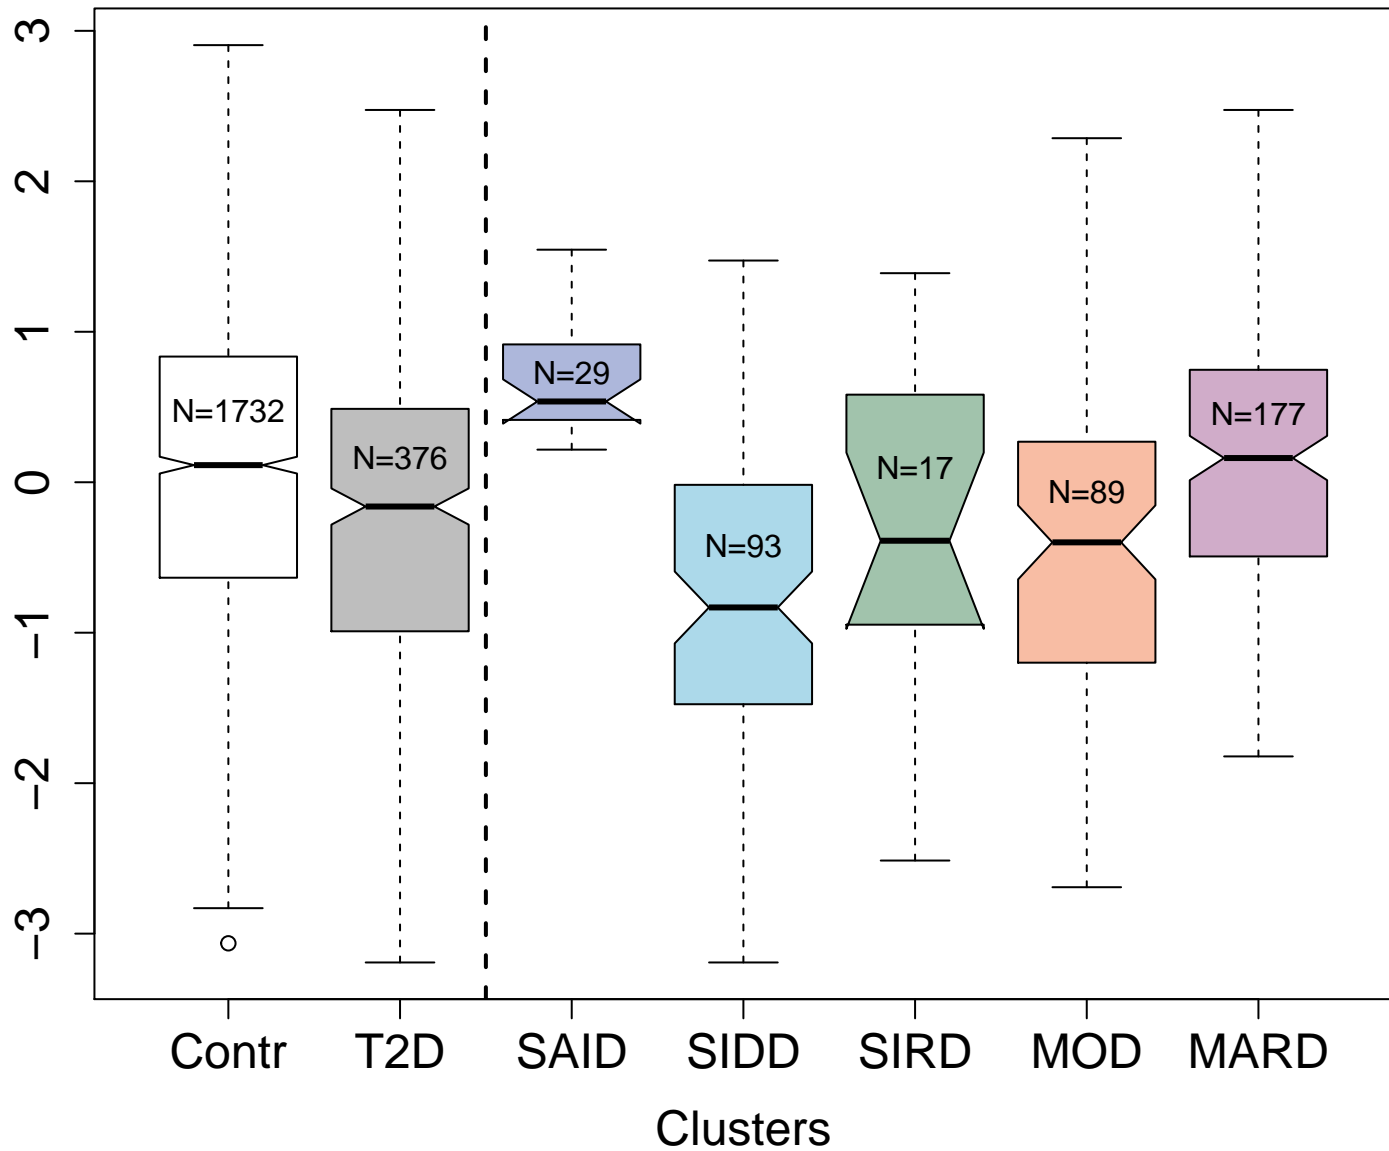 3
2
1
0
−1
−2
−3
N=1732
N=376
N=29
N=93
N=17
N=89
N=177
Contr T2D SAID SIDD SIRD MOD MARD
Clusters